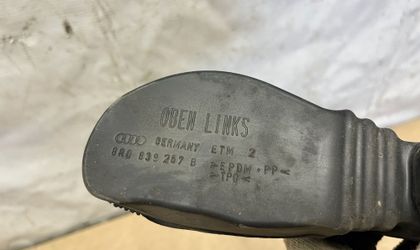 OBEN LINKS
GERMANY ETM 2
8R0 839 267 B
>EPDM+PP<
>TPO<